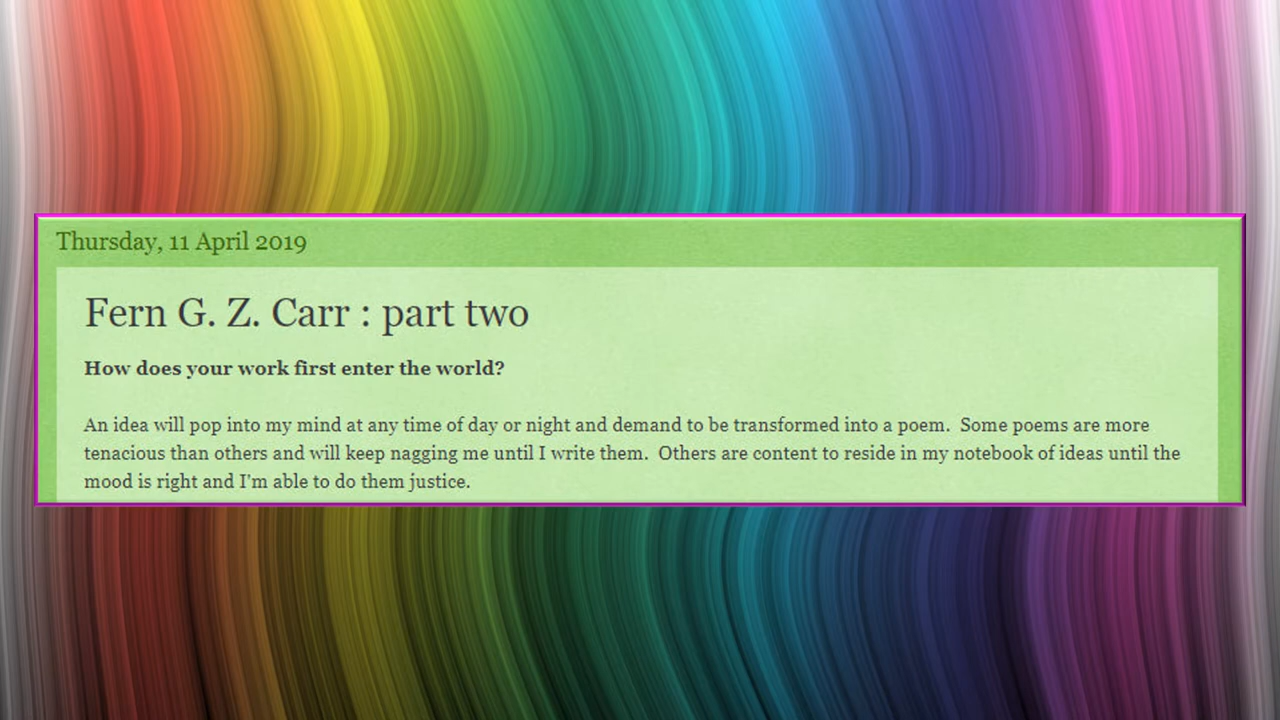 Thursday, 11 April 2019
Fern G. Z. Carr : part two
How does your work first enter the world?
An idea will pop into my mind at any time of day or night and demand to be transformed into a poem.  Some poems are more
tenacious than others and will keep nagging me until I write them.  Others are content to reside in my notebook of ideas until the
mood is right and I'm able to do them justice.